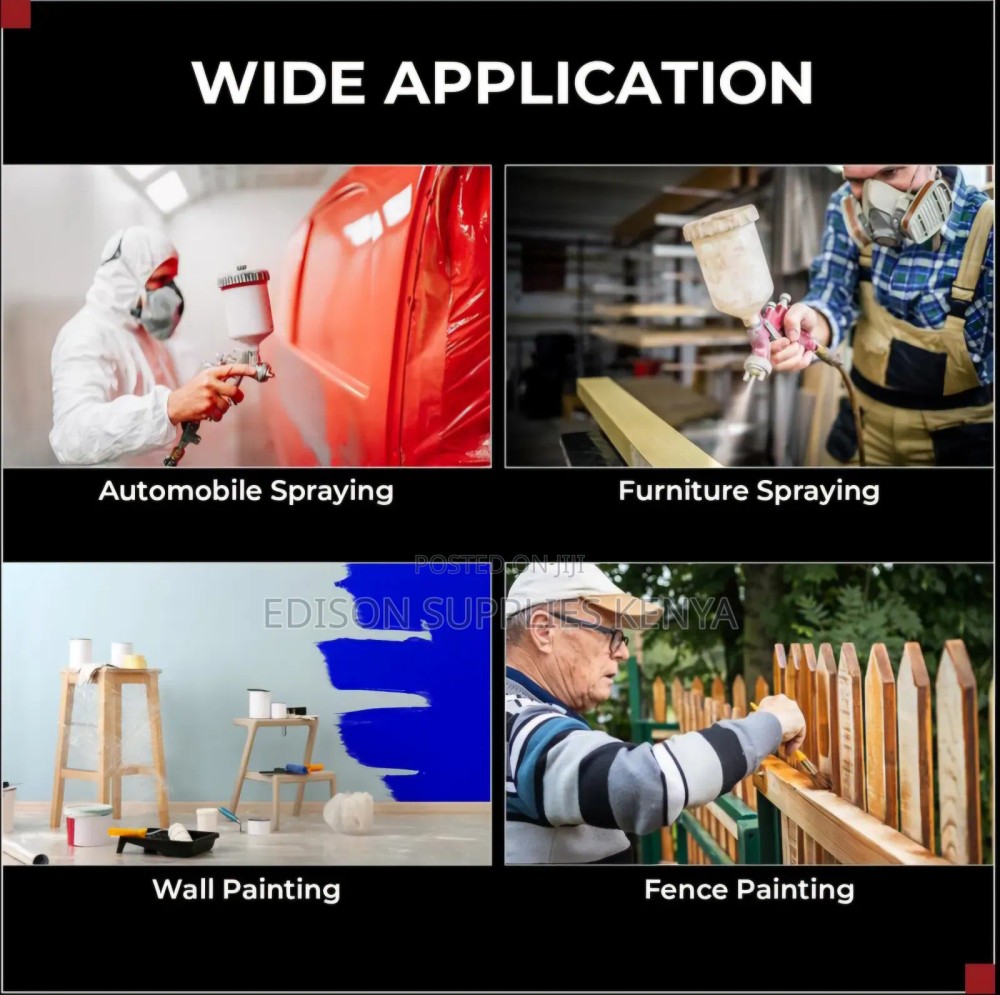 WIDE APPLICATION
Automobile Spraying
Furniture Spraying
POSTED ON JIJI
EDISON SUPPLIES KENYA
Wall Painting
Fence Painting